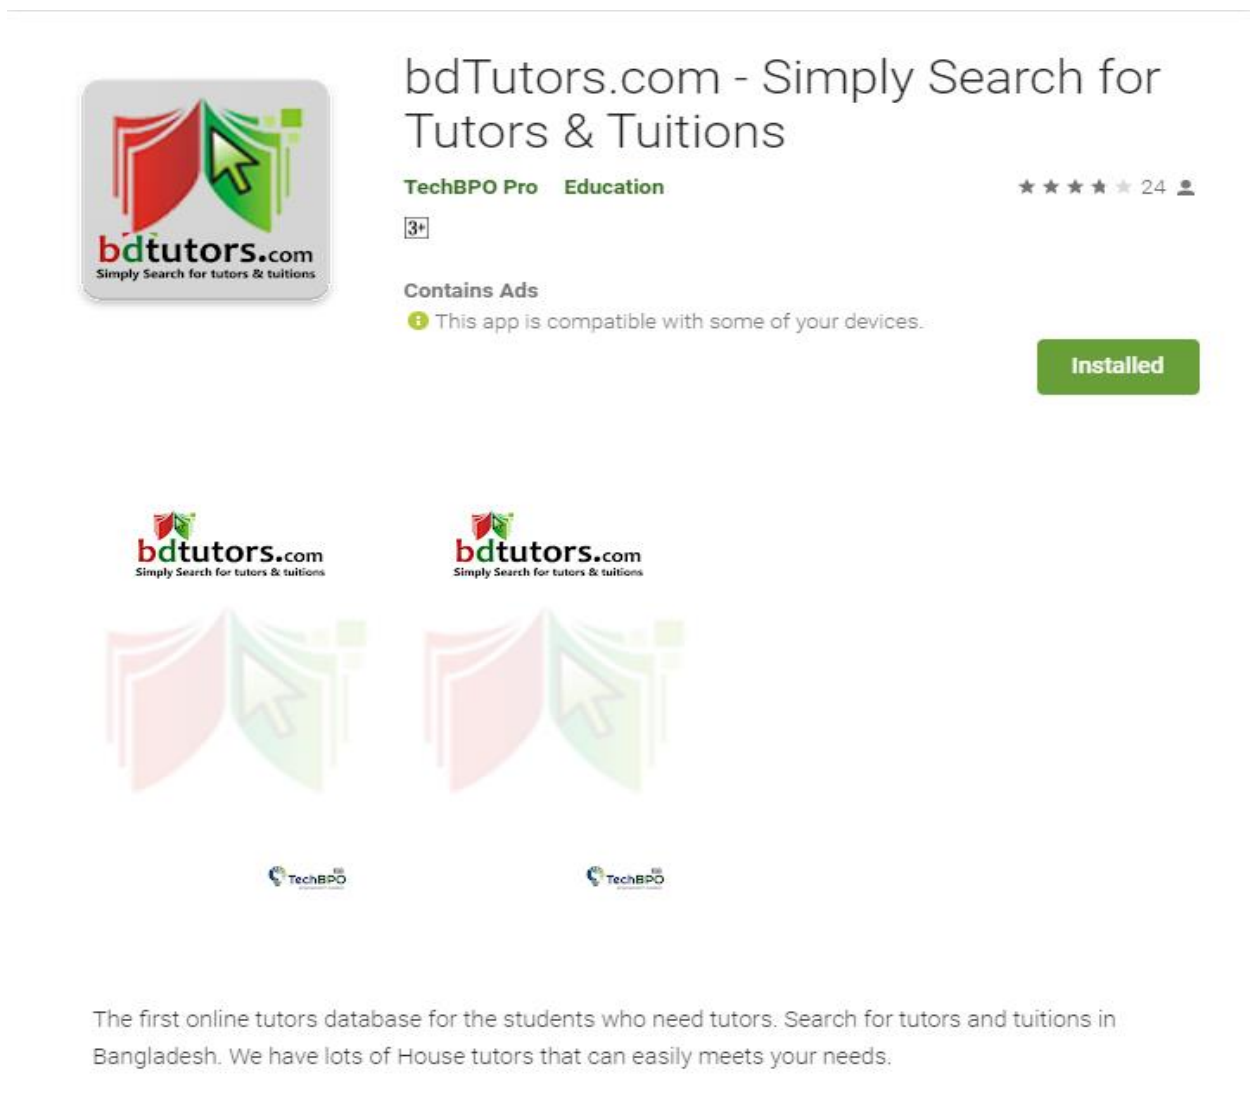 bdTutors.com - Simply Search for
Tutors & Tuitions
TechBPO Pro Education
24
3+
Contains Ads
This app is compatible with some of your devices.
Installed
bdtutors.com
Simply Search for tutors & tuitions
bdtutors.com
Simply Search for tutors & tuitions
bdtutors.com
Simply Search for tutors & tuitions
TechBPO
TechBPO
The first online tutors database for the students who need tutors. Search for tutors and tuitions in
Bangladesh. We have lots of House tutors that can easily meets your needs.